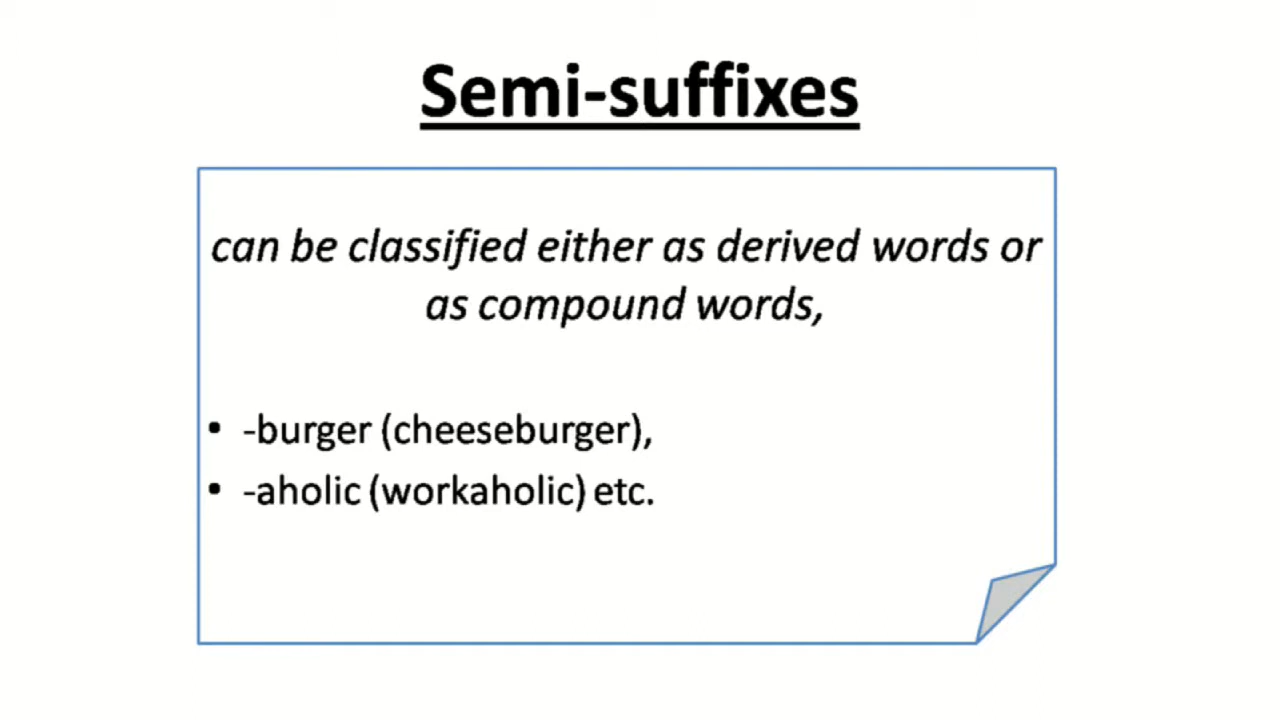 Semi-suffixes
can be classified either as derived words or
as compound words,
• -burger (cheeseburger),
• -aholic (workaholic) etc.